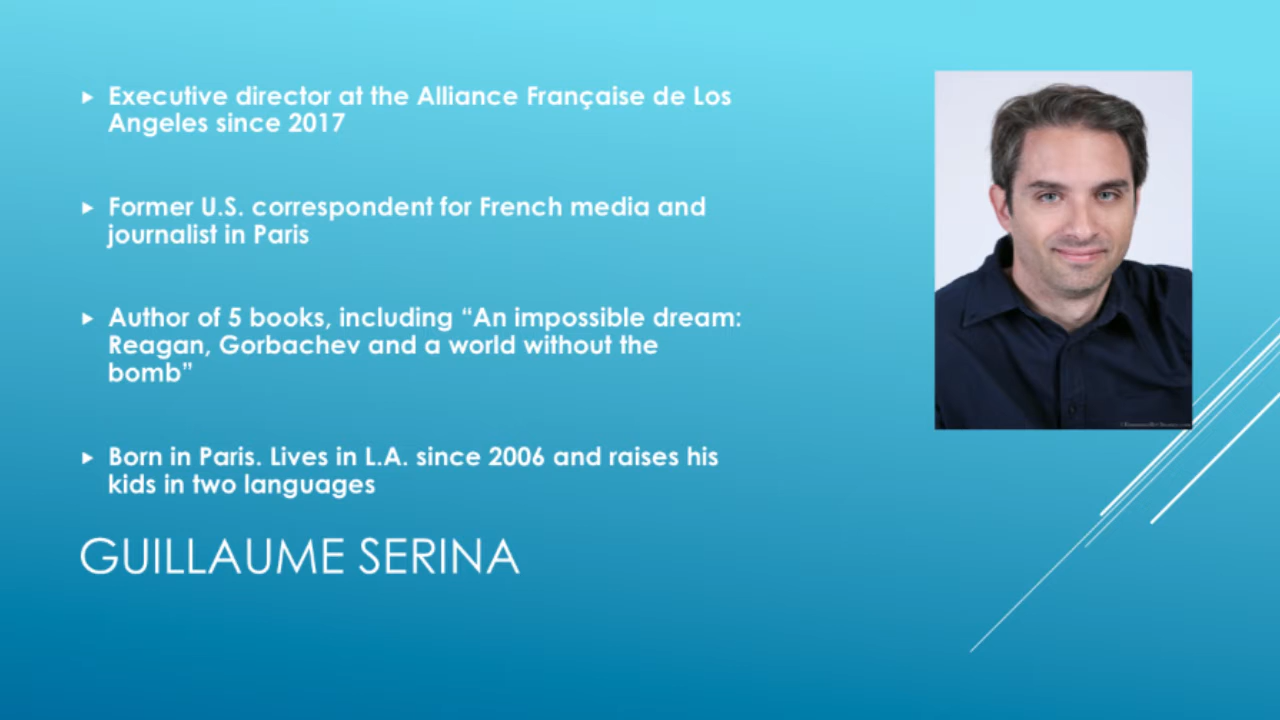 Executive director at the Alliance Française de Los
Angeles since 2017
Former U.S. correspondent for French media and
journalist in Paris
Author of 5 books, including “An impossible dream:
Reagan, Gorbachev and a world without the
bomb”
Born in Paris. Lives in L.A. since 2006 and raises his
kids in two languages
GUILLAUME SERINA